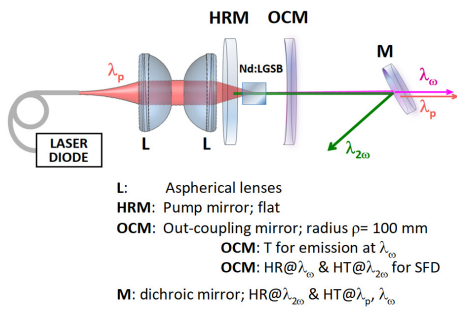 HRM OCM
M
λp
Nd:LGSB
λω
λp
L L
λ2ω
LASER
DIODE
L: Aspherical lenses
HRM: Pump mirror; flat
OCM: Out-coupling mirror; radius ρ= 100 mm
OCM: T for emission at λω
OCM: HR@λω & HT@λ2ω for SFD
M: dichroic mirror; HR@λ2ω & HT@λp, λω